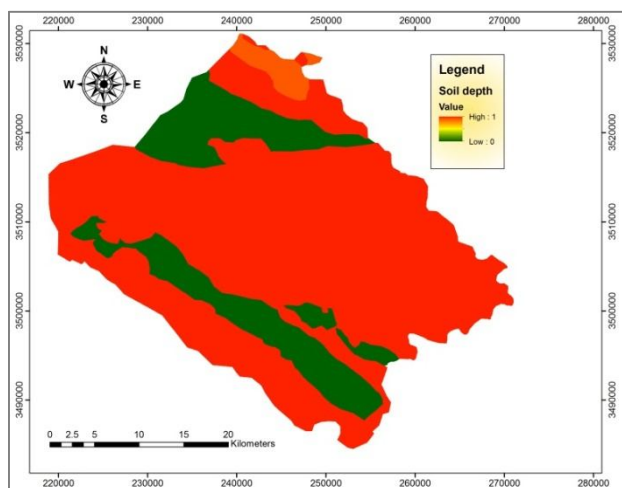 220000 230000 240000 250000 260000 270000 280000
3530000
3520000
3510000
3500000
3490000
N
W E
S
Legend
Soil depth
Value
High : 1
Low : 0
0 2.5 5 10 15 20
Kilometers
3530000
3520000
3510000
3500000
3490000
220000 230000 240000 250000 260000 270000 280000